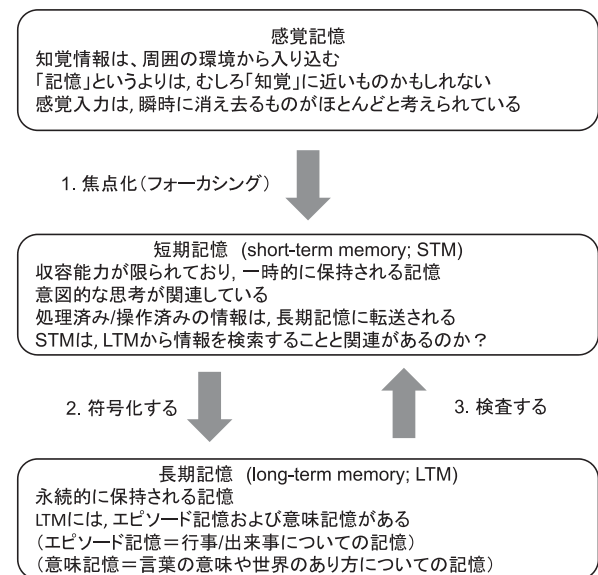 感覚記憶
知覚情報は、周囲の環境から入り込む
「記憶」というよりは, むしろ「知覚」に近いものかもしれない
感覚入力は, 瞬時に消え去るものがほとんどと考えられている
1. 焦点化(フォーカシング)
短期記憶 (short-term memory; STM)
収容能力が限られており, 一時的に保持される記憶
意図的な思考が関連している
処理済み/操作済みの情報は, 長期記憶に転送される
STMは, LTMから情報を検索することと関連があるのか?
2. 符号化する
3. 検査する
長期記憶 (long-term memory; LTM)
永続的に保持される記憶
LTMには, エピソード記憶および意味記憶がある
(エピソード記憶=行事/出来事についての記憶)
(意味記憶=言葉の意味や世界のあり方についての記憶)